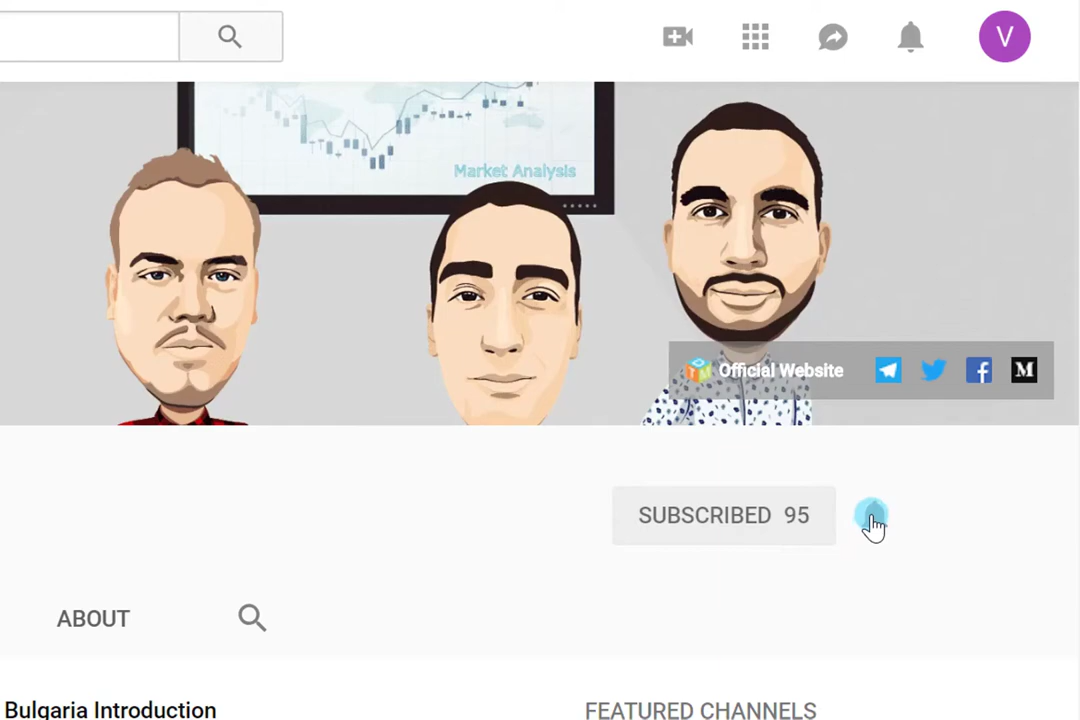 V
Market Analysis
Official Website
M
SUBSCRIBED 95
ABOUT
Bulgaria Introduction
FEATURED CHANNELS